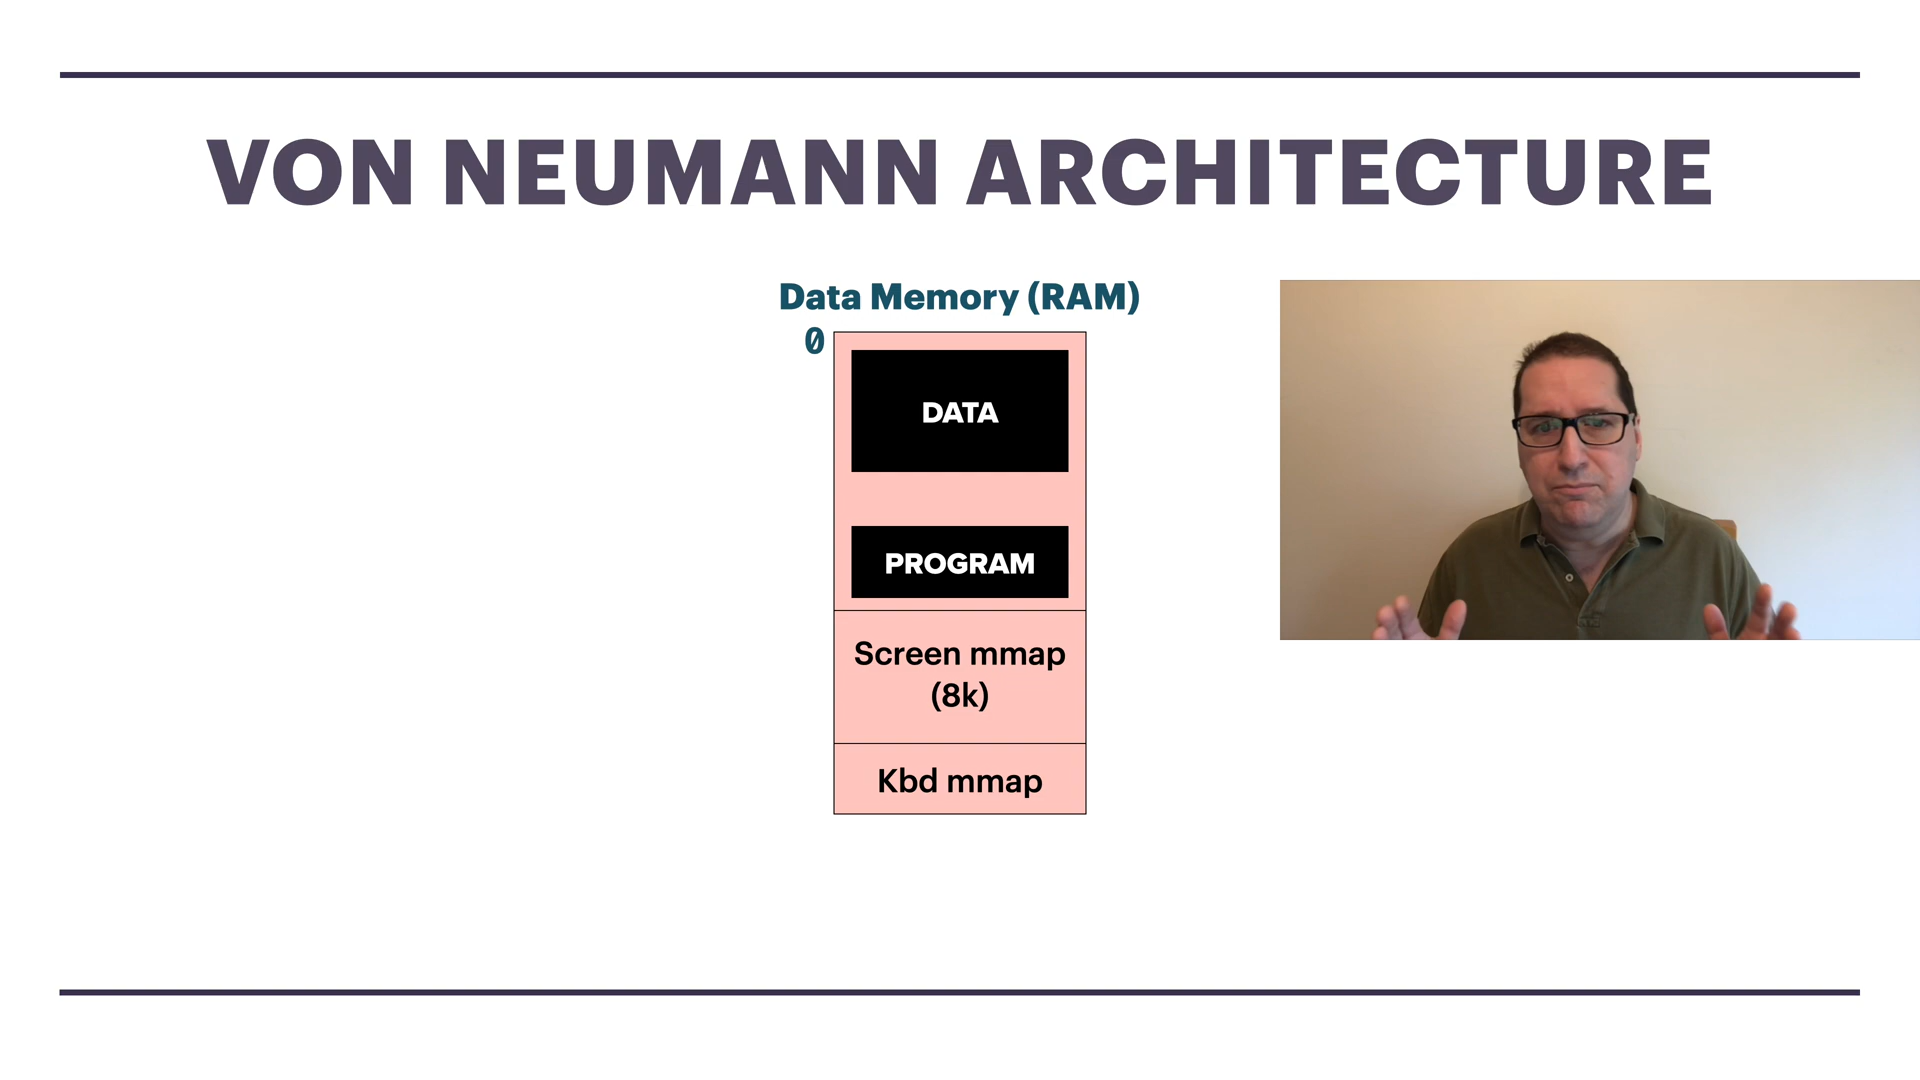 VON NEUMANN ARCHITECTURE
Data Memory (RAM)
0
DATA
PROGRAM
Screen mmap
(8k)
Kbd mmap